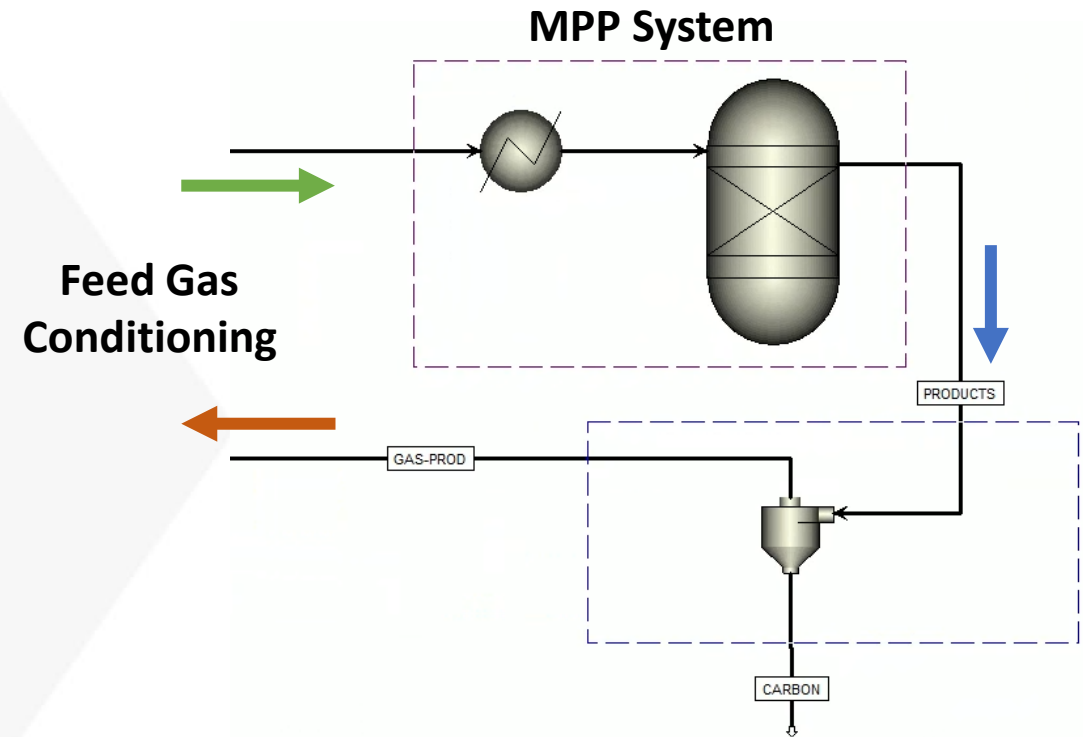 MPP System
Feed Gas
Conditioning
PRODUCTS
GAS-PROD
CARBON